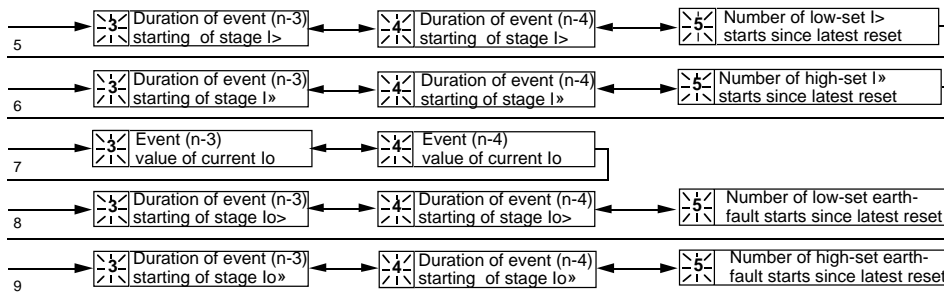 3 Duration of event (n-3) 4 Duration of event (n-4) 5 Number of low-set I>
starting of stage I> starting of stage I> starts since latest reset
5
3 Duration of event (n-3) 4 Duration of event (n-4) 5 Number of high-set I»
starting of stage I» starting of stage I» starts since latest reset
6
3 Event (n-3) 4 Event (n-4)
value of current Io value of current Io
7
3 Duration of event (n-3) 4 Duration of event (n-4) 5 Number of low-set earth-
starting of stage Io> starting of stage Io> fault starts since latest reset
8
3 Duration of event (n-3) 4 Duration of event (n-4) 5 Number of high-set earth-
starting of stage Io» starting of stage Io» fault starts since latest reset
9